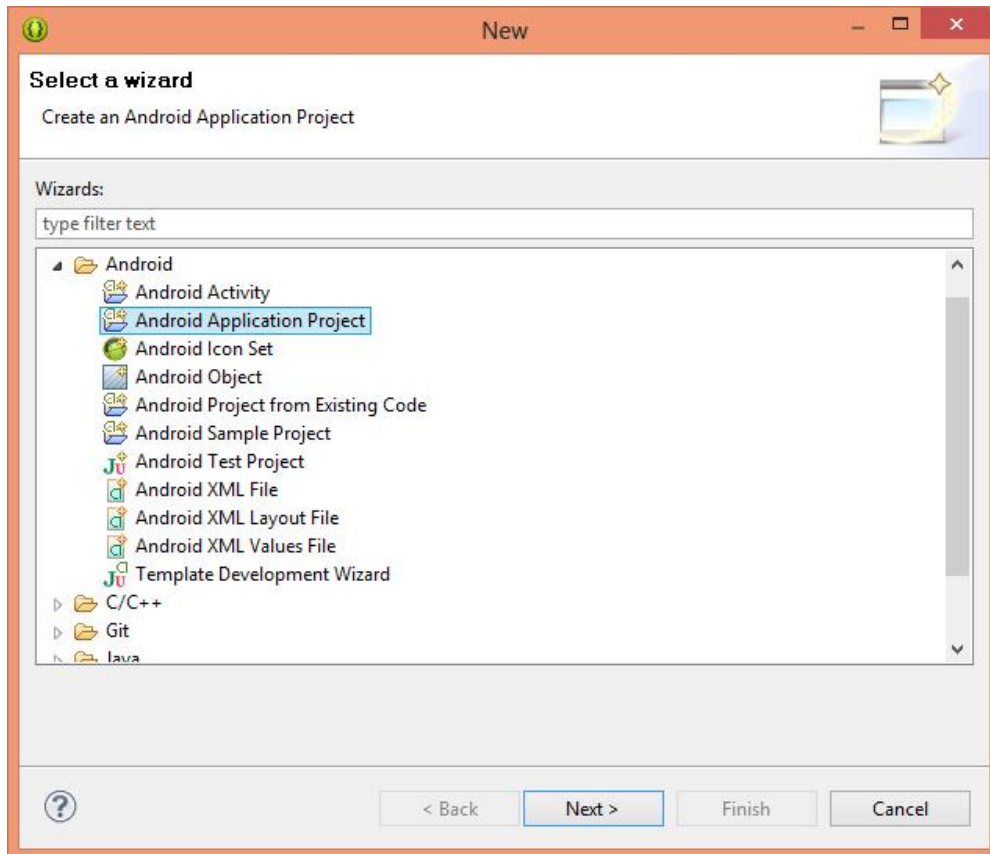 New
Select a wizard
Create an Android Application Project
Wizards:
type filter text
Android
Android Activity
Android Application Project
Android Icon Set
Android Object
Android Project from Existing Code
Android Sample Project
Android Test Project
Android XML File
Android XML Layout File
Android XML Values File
Template Development Wizard
C/C++
Git
Java
< Back Next > Finish Cancel